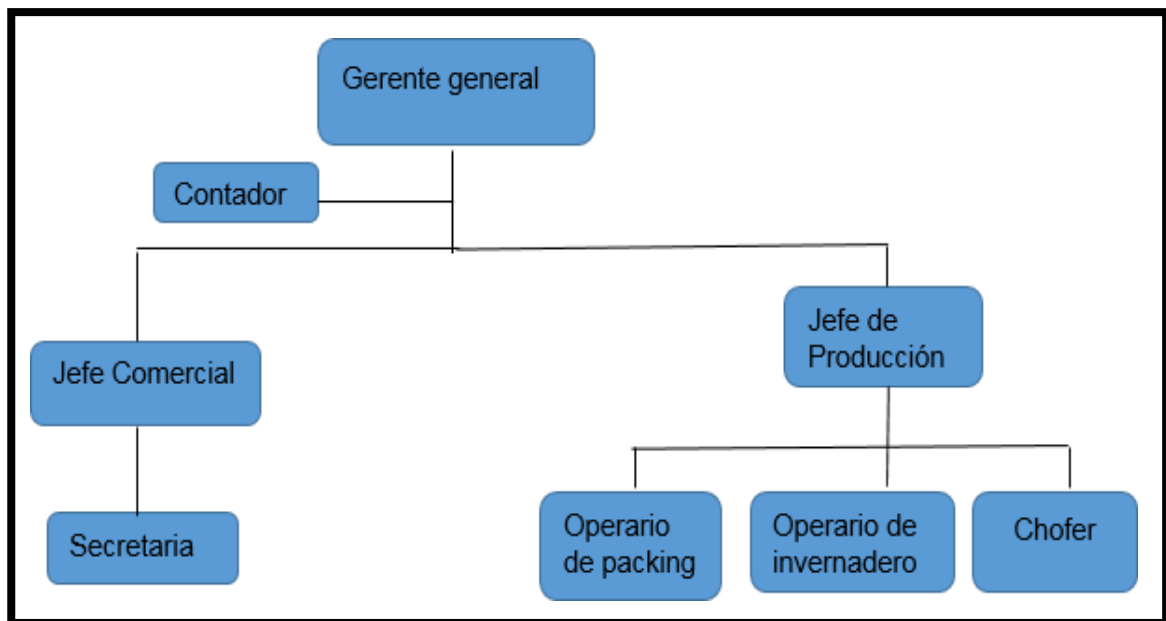 Gerente general
Contador
Jefe Comercial
Jefe de
Producción
Secretaria
Operario
de packing
Operario de
invernadero
Chofer